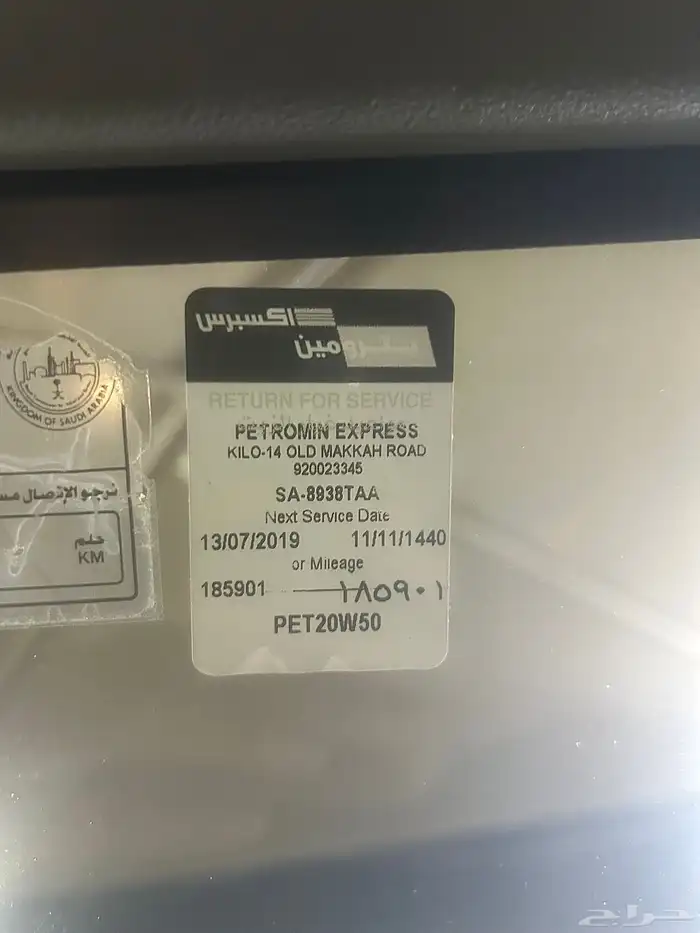 اكسبرس
بترومين
RETURN FOR SERVICE
PETROMIN EXPRESS
KILO-14 OLD MAKKAH ROAD
920023345
SA-8938TAA
Next Service Date
13/07/2019 11/11/1440
or Mileage
185901 ١٨٥٩٠١
PET20W50
KINGDOM OF SAUDI ARABIA
نرجو الإتصال
KM
حراج